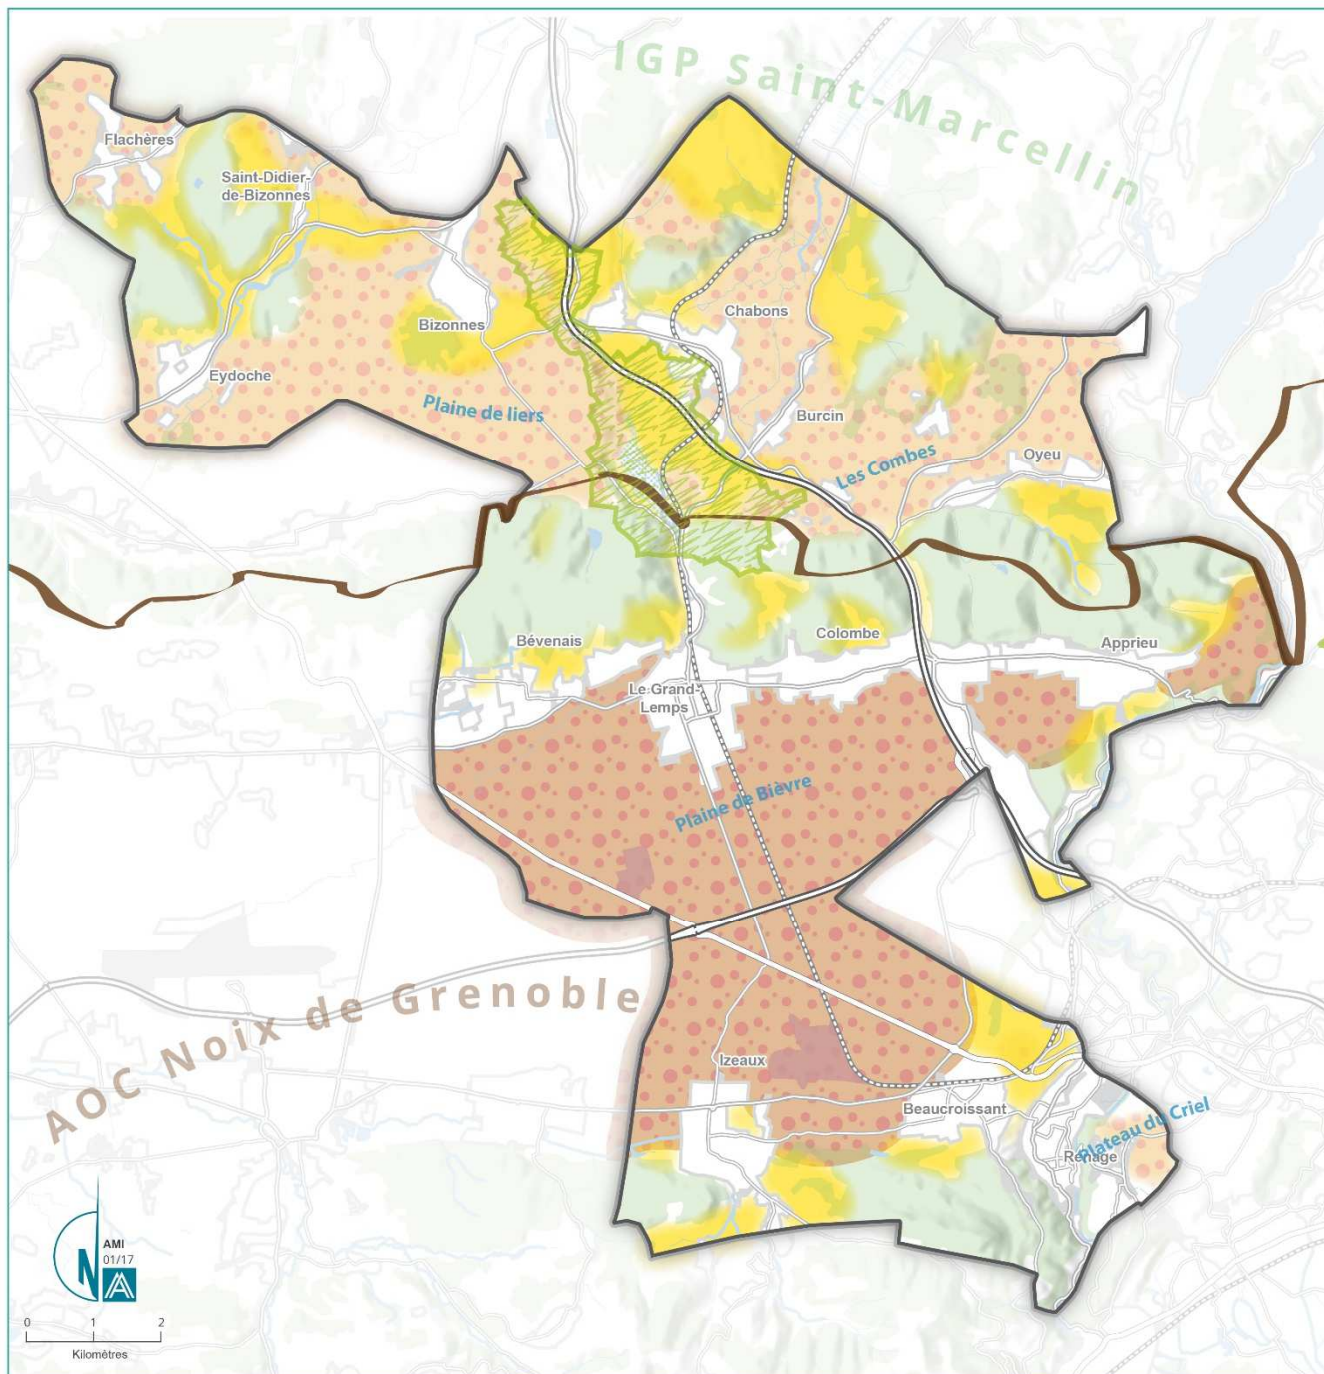 IGP Saint-Marcellin
Flachères
Saint-Didier-
de-Bizonnes
Bizonnes
Chabons
Eydoche
Plaine de liers
Burcin
Les Combes
Oyeu
Bévenais
Colombe
Apprieu
Le Grand-
Lemps
Plaine de Bièvre
AOC Noix de Grenoble
Izeaux
Beaucroissant
Plateau du Criel
Renage
AMI
01/17
N
0 1 2
Kilomètres